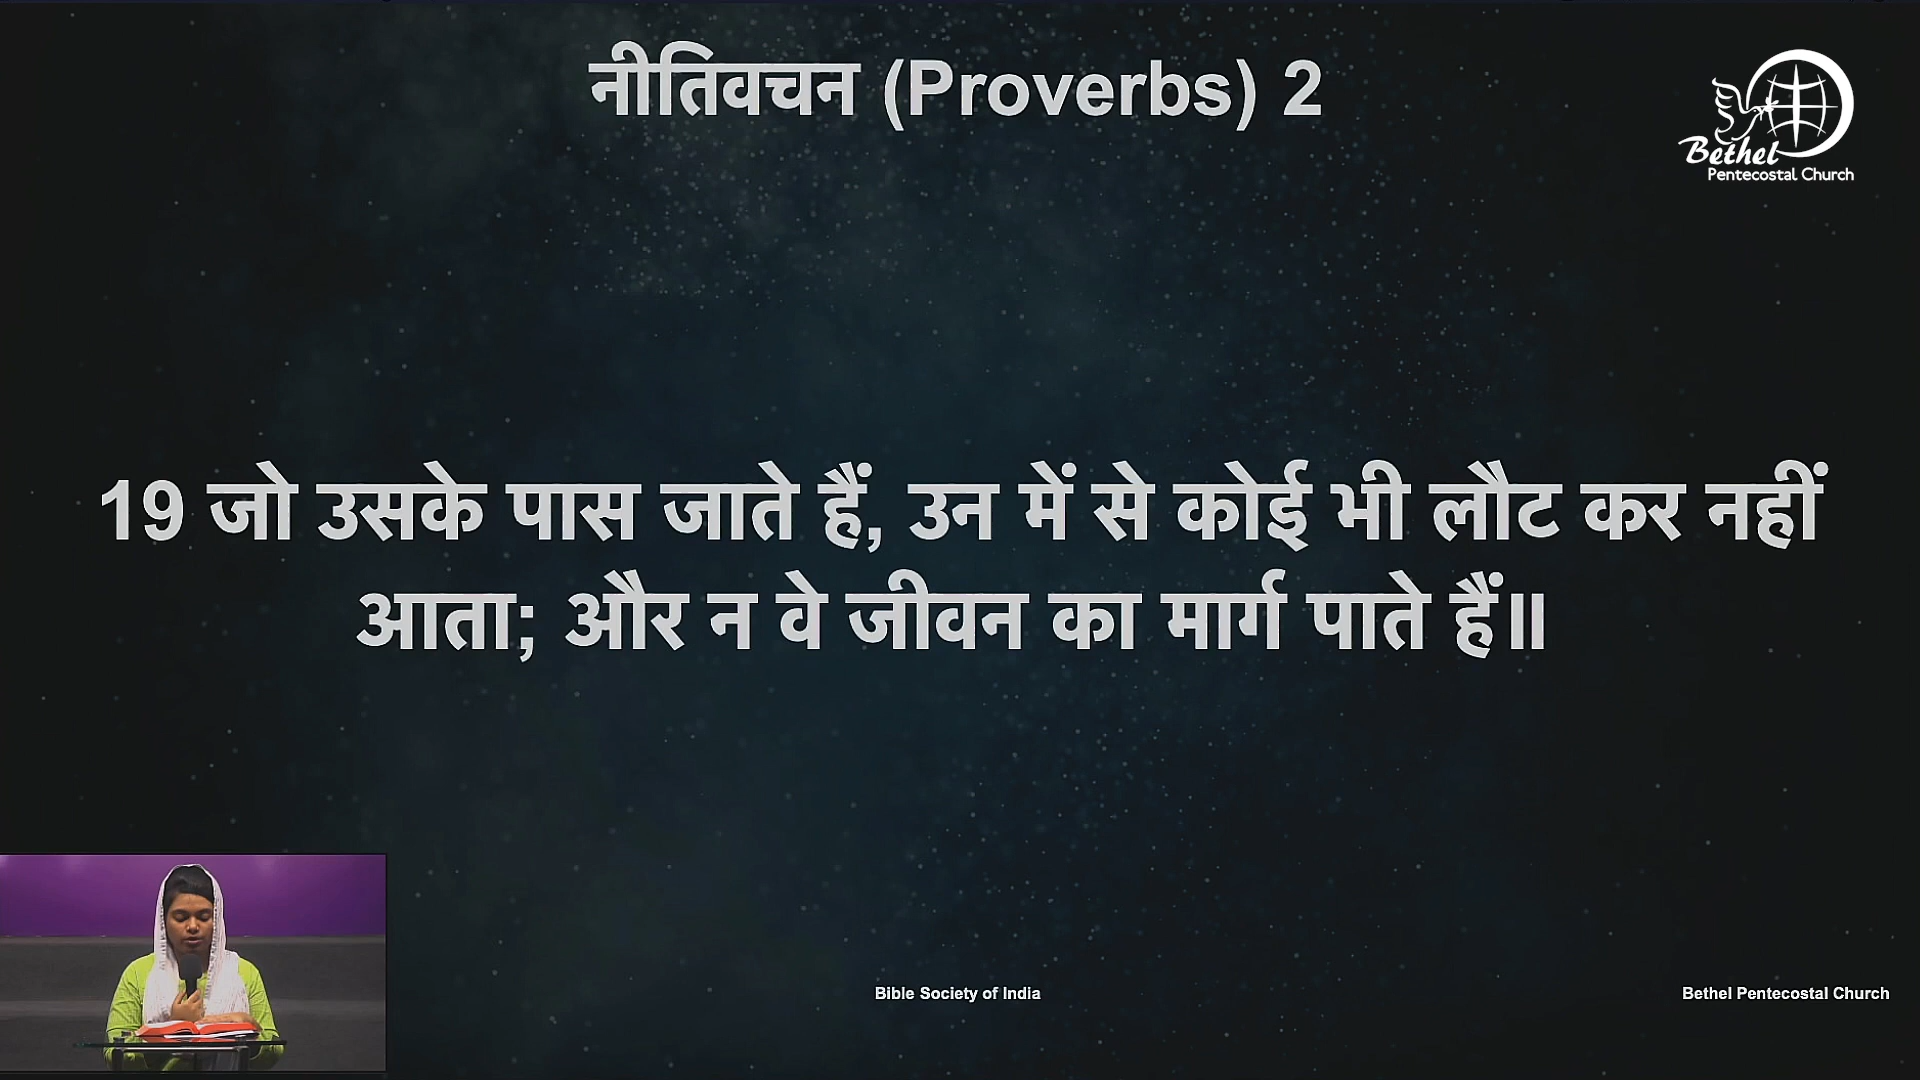 नीतिवचन (Proverbs) 2
Bethel
Pentecostal Church
19 जो उसके पास जाते हैं, उन में से कोई भी लौट कर नहीं
आता; और न वे जीवन का मार्ग पाते हैं॥
Bible Society of India
Bethel Pentecostal Church